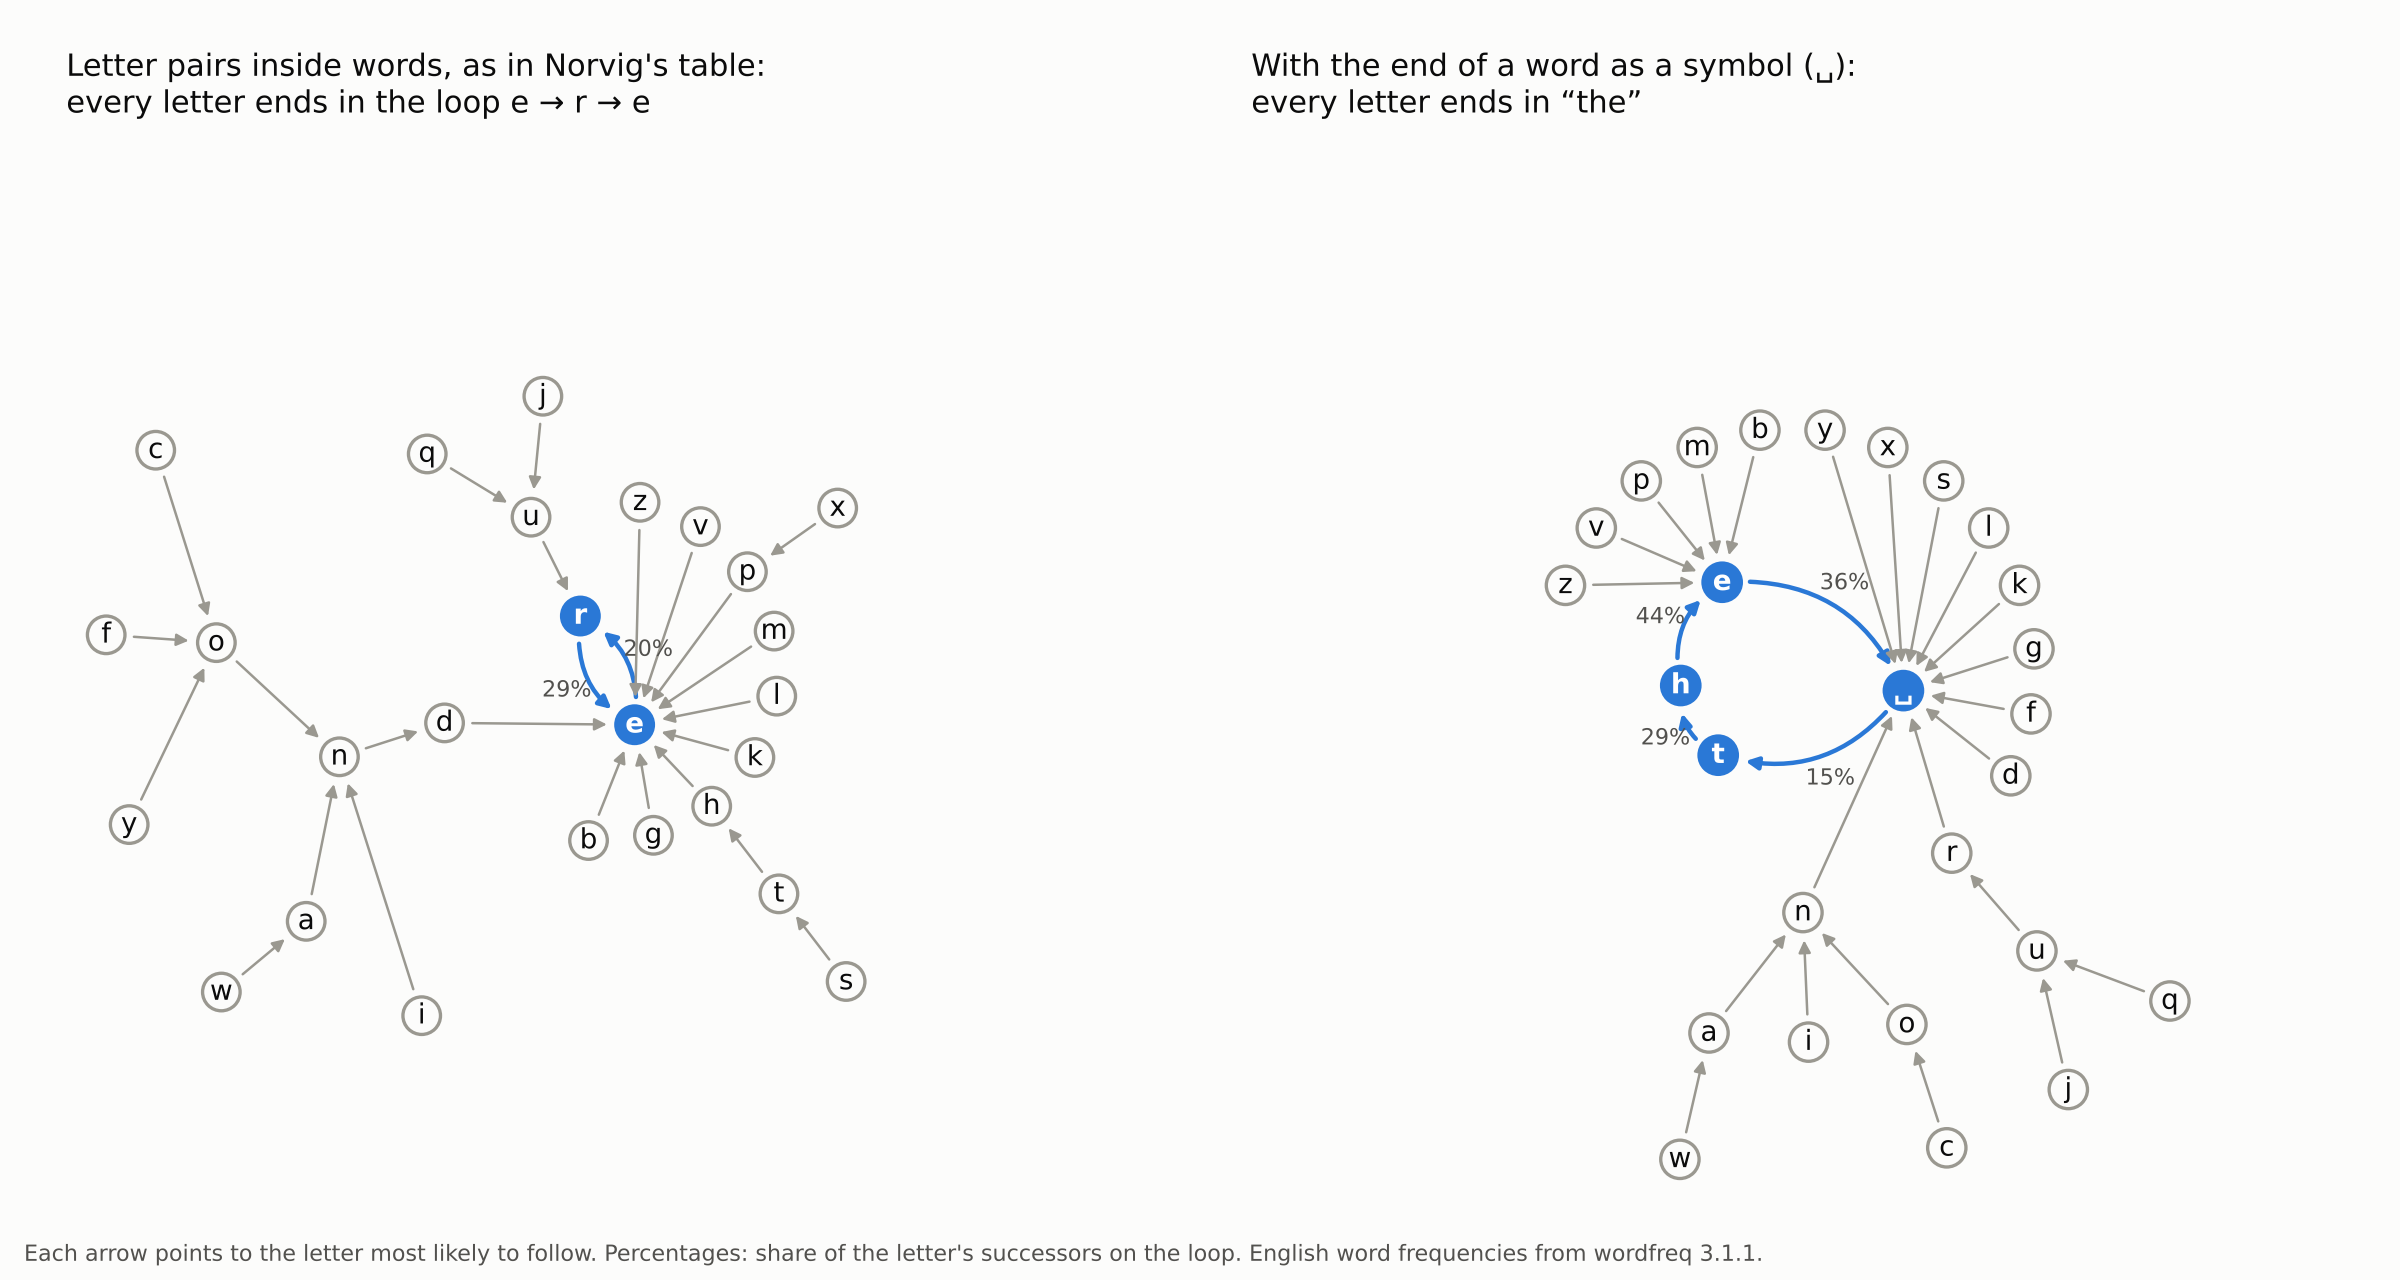 Letter pairs inside words, as in Norvig's table:
every letter ends in the loop e → r → e
j
c
q
z
x
u
v
p
r
f
o
m
20%
29%
l
d
e
n
k
h
b
g
y
t
a
s
w
i
With the end of a word as a symbol (␣):
every letter ends in “the”
b
y
m
x
p
s
v
l
e
36%
z
k
44%
g
h
␣
f
29%
t
15%
d
r
n
u
q
a
i
o
j
w
c
Each arrow points to the letter most likely to follow. Percentages: share of the letter's successors on the loop. English word frequencies from wordfreq 3.1.1.